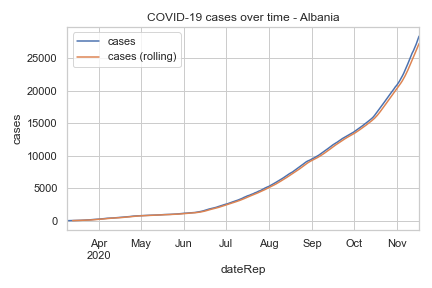 COVID-19 cases over time - Albania
cases
cases (rolling)
cases
25000
20000
15000
10000
5000
0
Apr May Jun Jul Aug Sep Oct Nov
2020
dateRep